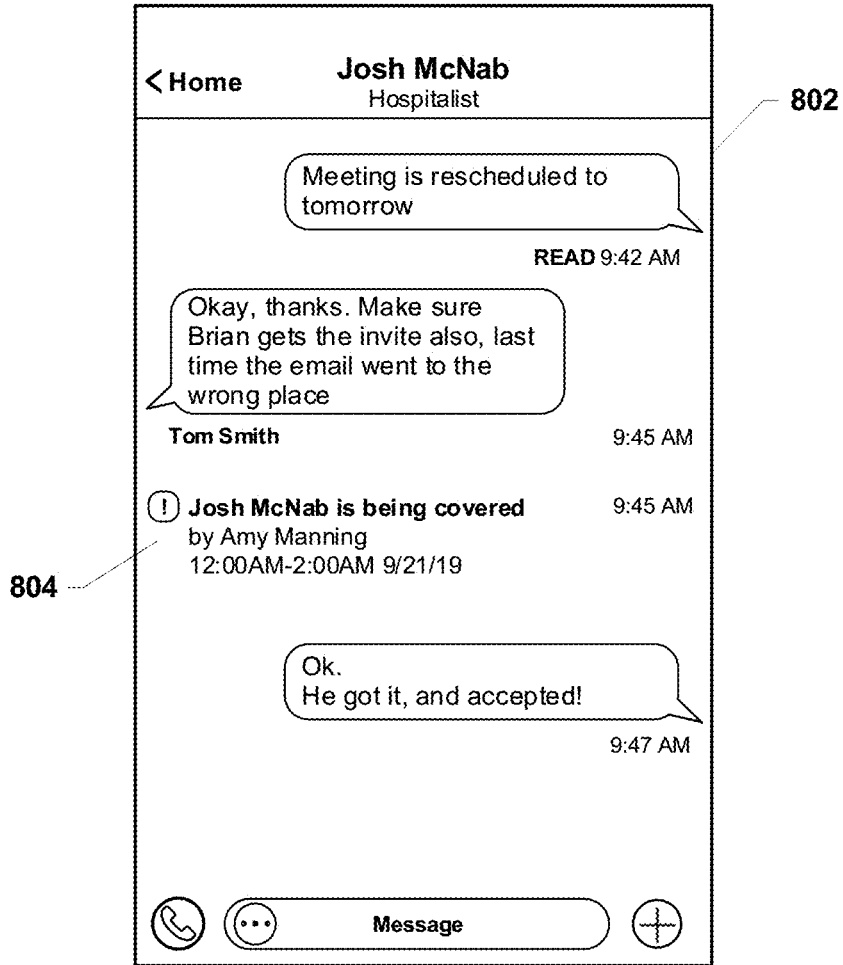 < Home
Josh McNab
Hospitalist
802
Meeting is rescheduled to
tomorrow
READ 9:42 AM
Okay, thanks. Make sure
Brian gets the invite also, last
time the email went to the
wrong place
Tom Smith 9:45 AM
! Josh McNab is being covered 9:45 AM
by Amy Manning
12:00AM-2:00AM 9/21/19
804
Ok.
He got it, and accepted!
9:47 AM
... Message